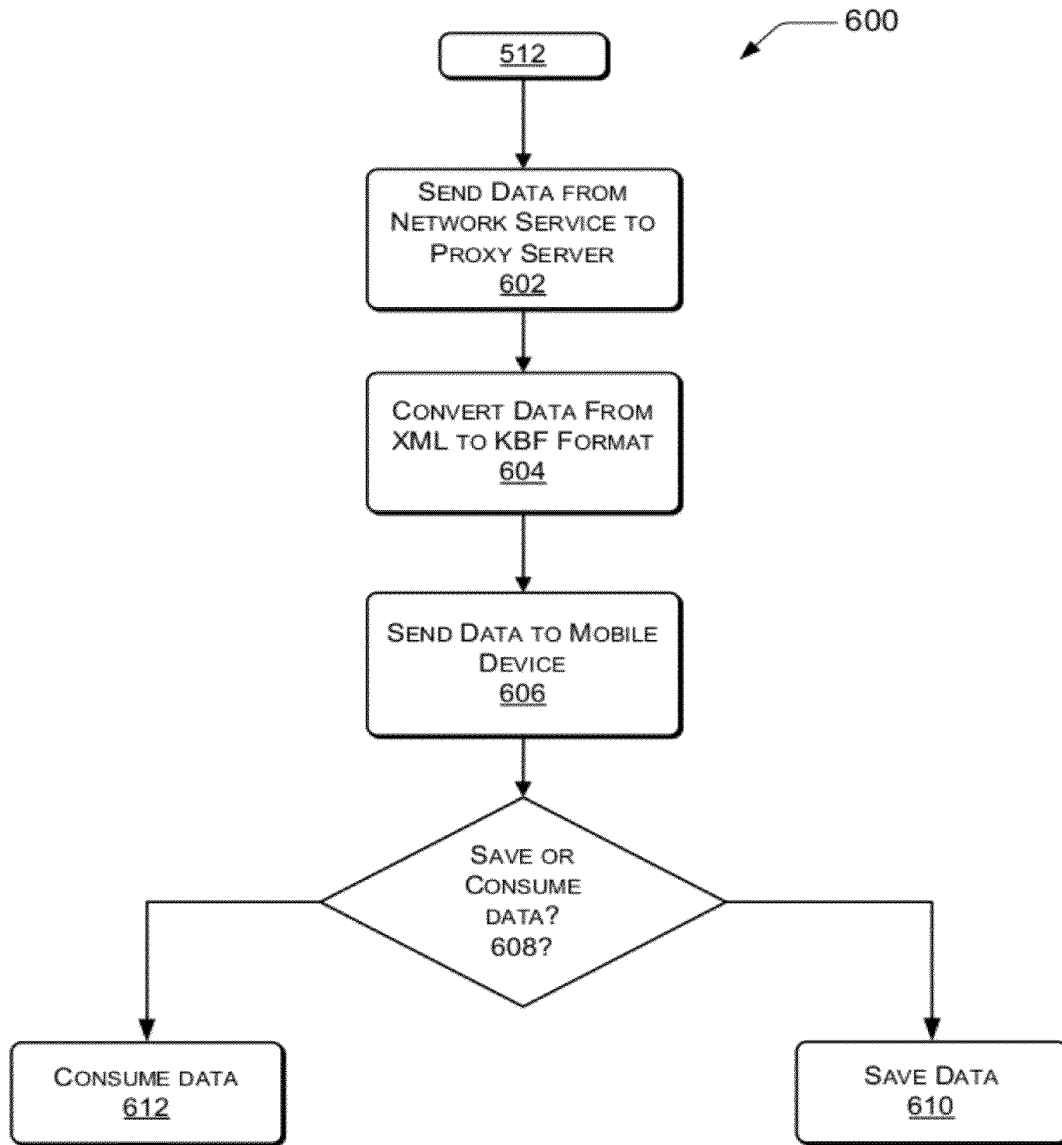 600
512
SEND DATA FROM
NETWORK SERVICE TO
PROXY SERVER
602
CONVERT DATA FROM
XML TO KBF FORMAT
604
SEND DATA TO MOBILE
DEVICE
606
SAVE OR
CONSUME
DATA?
608?
CONSUME DATA
612
SAVE DATA
610